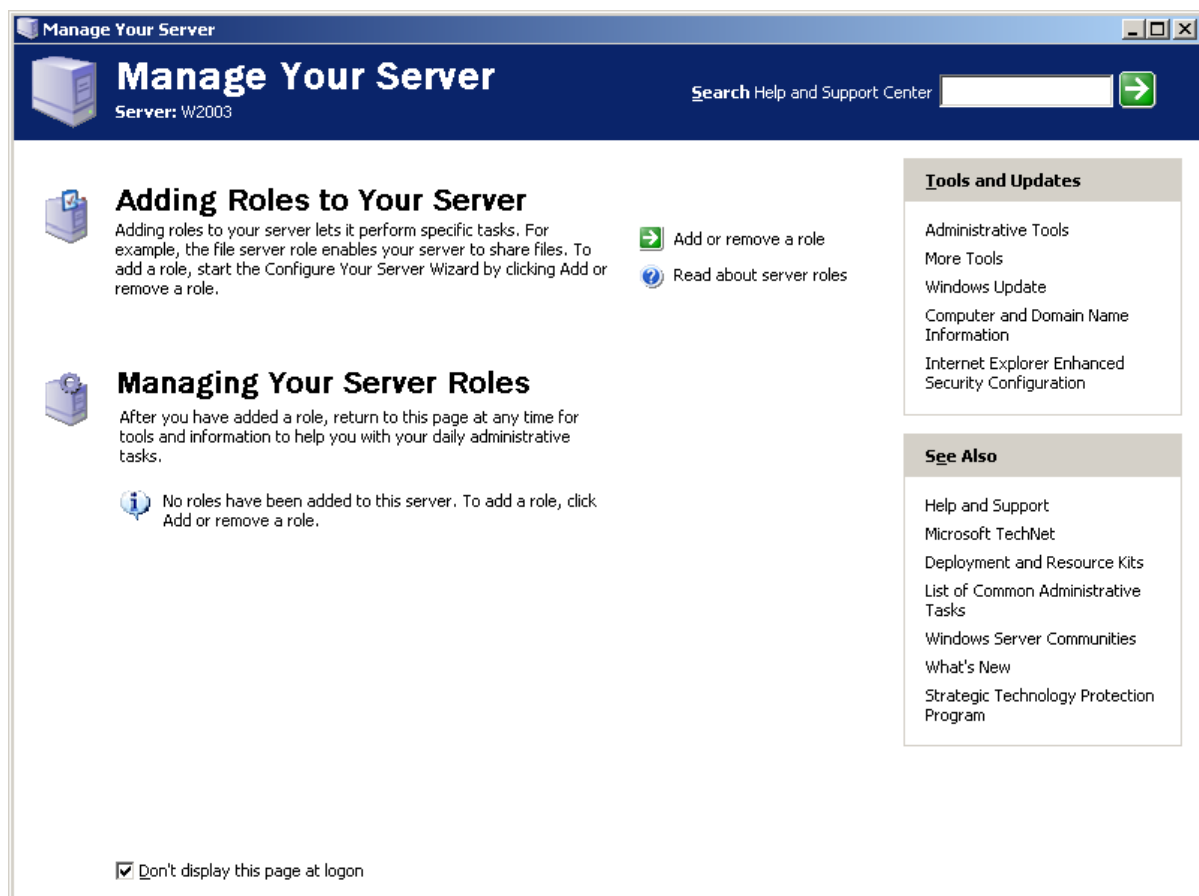 Manage Your Server
Manage Your Server
Server: W2003
Search Help and Support Center
Adding Roles to Your Server
Adding roles to your server lets it perform specific tasks. For
example, the file server role enables your server to share files. To
add a role, start the Configure Your Server Wizard by clicking Add or
remove a role.
Add or remove a role
Read about server roles
Managing Your Server Roles
After you have added a role, return to this page at any time for
tools and information to help you with your daily administrative
tasks.
No roles have been added to this server. To add a role, click
Add or remove a role.
Tools and Updates
Administrative Tools
More Tools
Windows Update
Computer and Domain Name
Information
Internet Explorer Enhanced
Security Configuration
See Also
Help and Support
Microsoft TechNet
Deployment and Resource Kits
List of Common Administrative
Tasks
Windows Server Communities
What's New
Strategic Technology Protection
Program
Don't display this page at logon